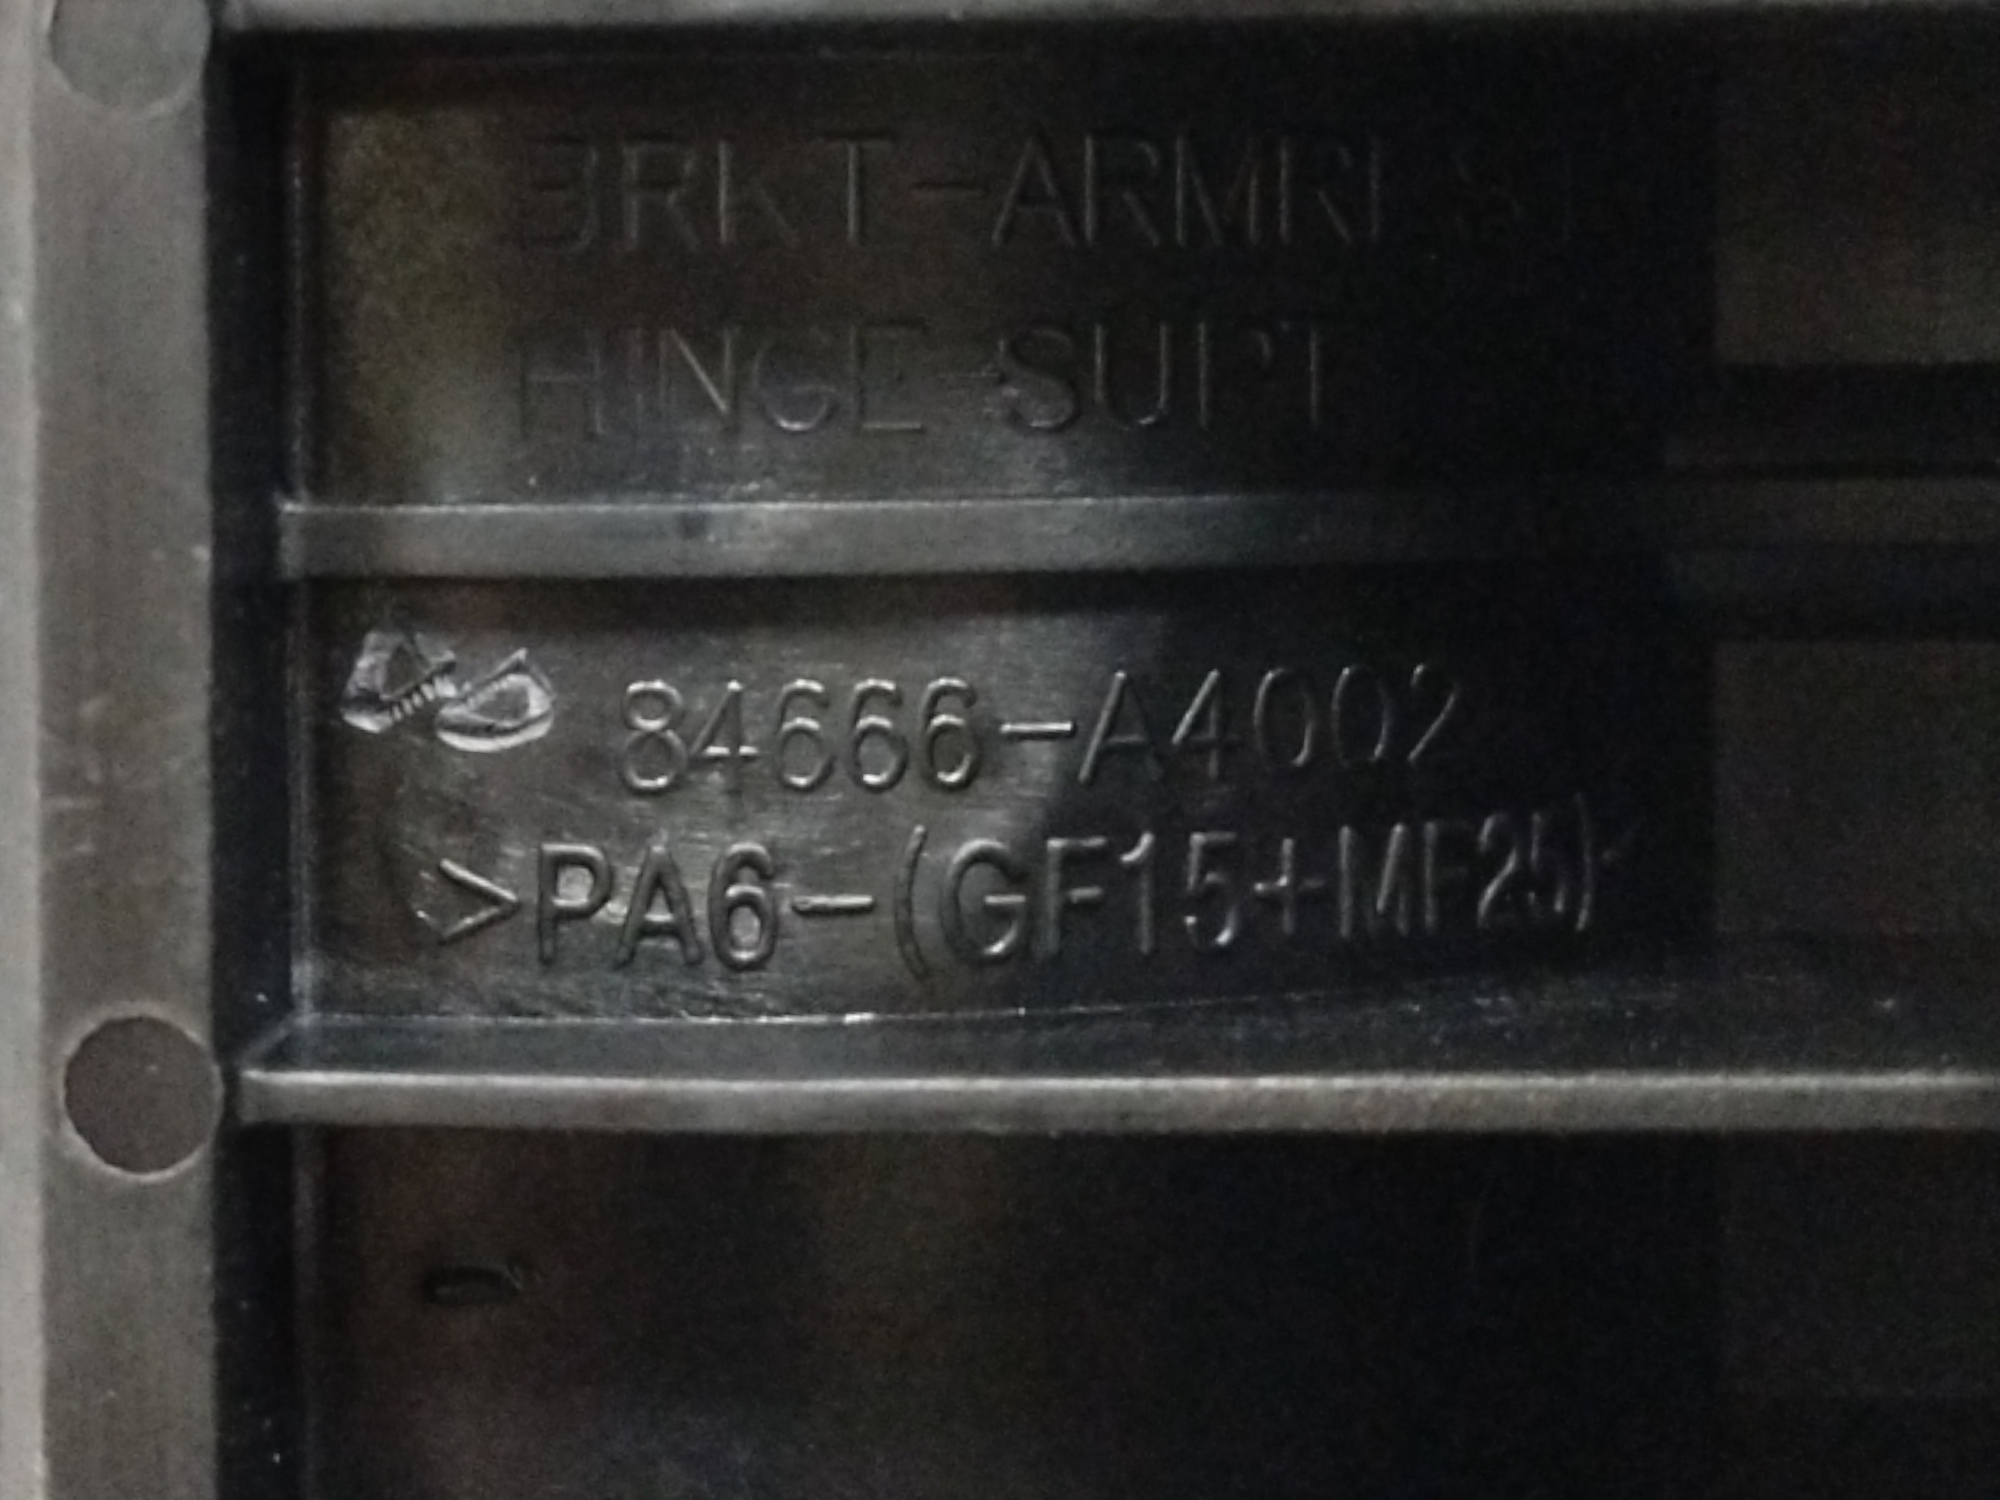 BRKT-ARMREST
HINGE-SUPT
84666-A4002
>PA6-(GF15+MF25)<